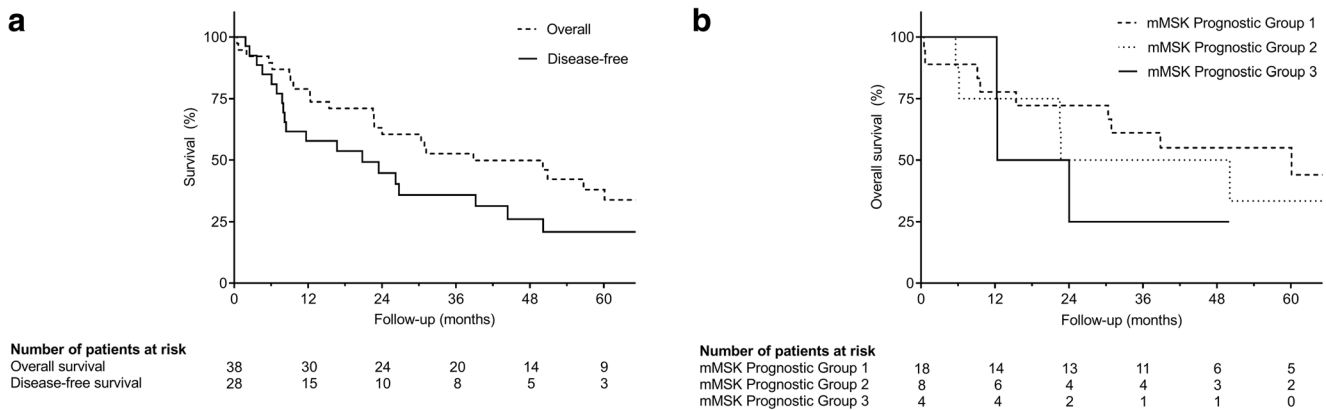 a
Overall
Disease-free
Survival (%)
100
75
50
25
0
0 12 24 36 48 60
Follow-up (months)
Number of patients at risk
Overall survival 38 30 24 20 14 9
Disease-free survival 28 15 10 8 5 3
b
mMSK Prognostic Group 1
mMSK Prognostic Group 2
mMSK Prognostic Group 3
Overall survival (%)
100
75
50
25
0
0 12 24 36 48 60
Follow-up (months)
Number of patients at risk
mMSK Prognostic Group 1 18 14 13 11 6 5
mMSK Prognostic Group 2 8 6 4 4 3 2
mMSK Prognostic Group 3 4 4 2 1 1 0